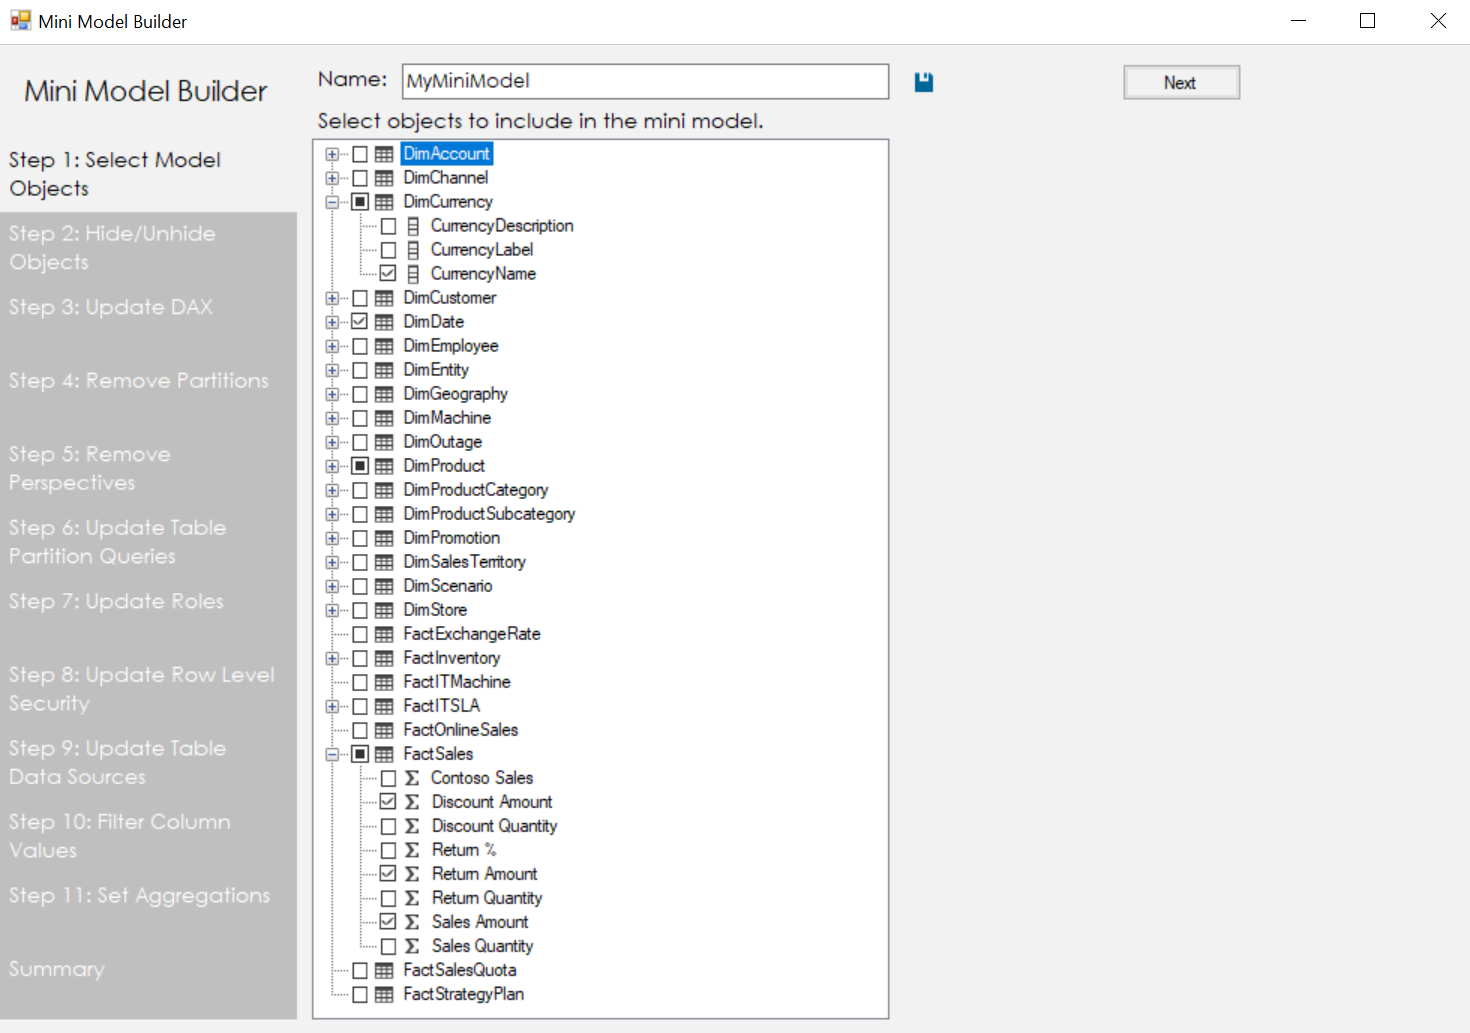 Mini Model Builder
Mini Model Builder
Name:
MyMiniModel
Next
Select objects to include in the mini model.
Step 1: Select Model
Objects
Step 2: Hide/Unhide
Objects
Step 3: Update DAX
Step 4: Remove Partitions
Step 5: Remove
Perspectives
Step 6: Update Table
Partition Queries
Step 7: Update Roles
Step 8: Update Row Level
Security
Step 9: Update Table
Data Sources
Step 10: Filter Column
Values
Step 11: Set Aggregations
Summary
DimAccount
DimChannel
DimCurrency
CurrencyDescription
CurrencyLabel
CurrencyName
DimCustomer
DimDate
DimEmployee
DimEntity
DimGeography
DimMachine
DimOutage
DimProduct
DimProductCategory
DimProductSubcategory
DimPromotion
DimSalesTerritory
DimScenario
DimStore
FactExchangeRate
FactInventory
FactITMachine
FactITSLA
FactOnlineSales
FactSales
Contoso Sales
Discount Amount
Discount Quantity
Return %
Return Amount
Return Quantity
Sales Amount
Sales Quantity
FactSalesQuota
FactStrategyPlan